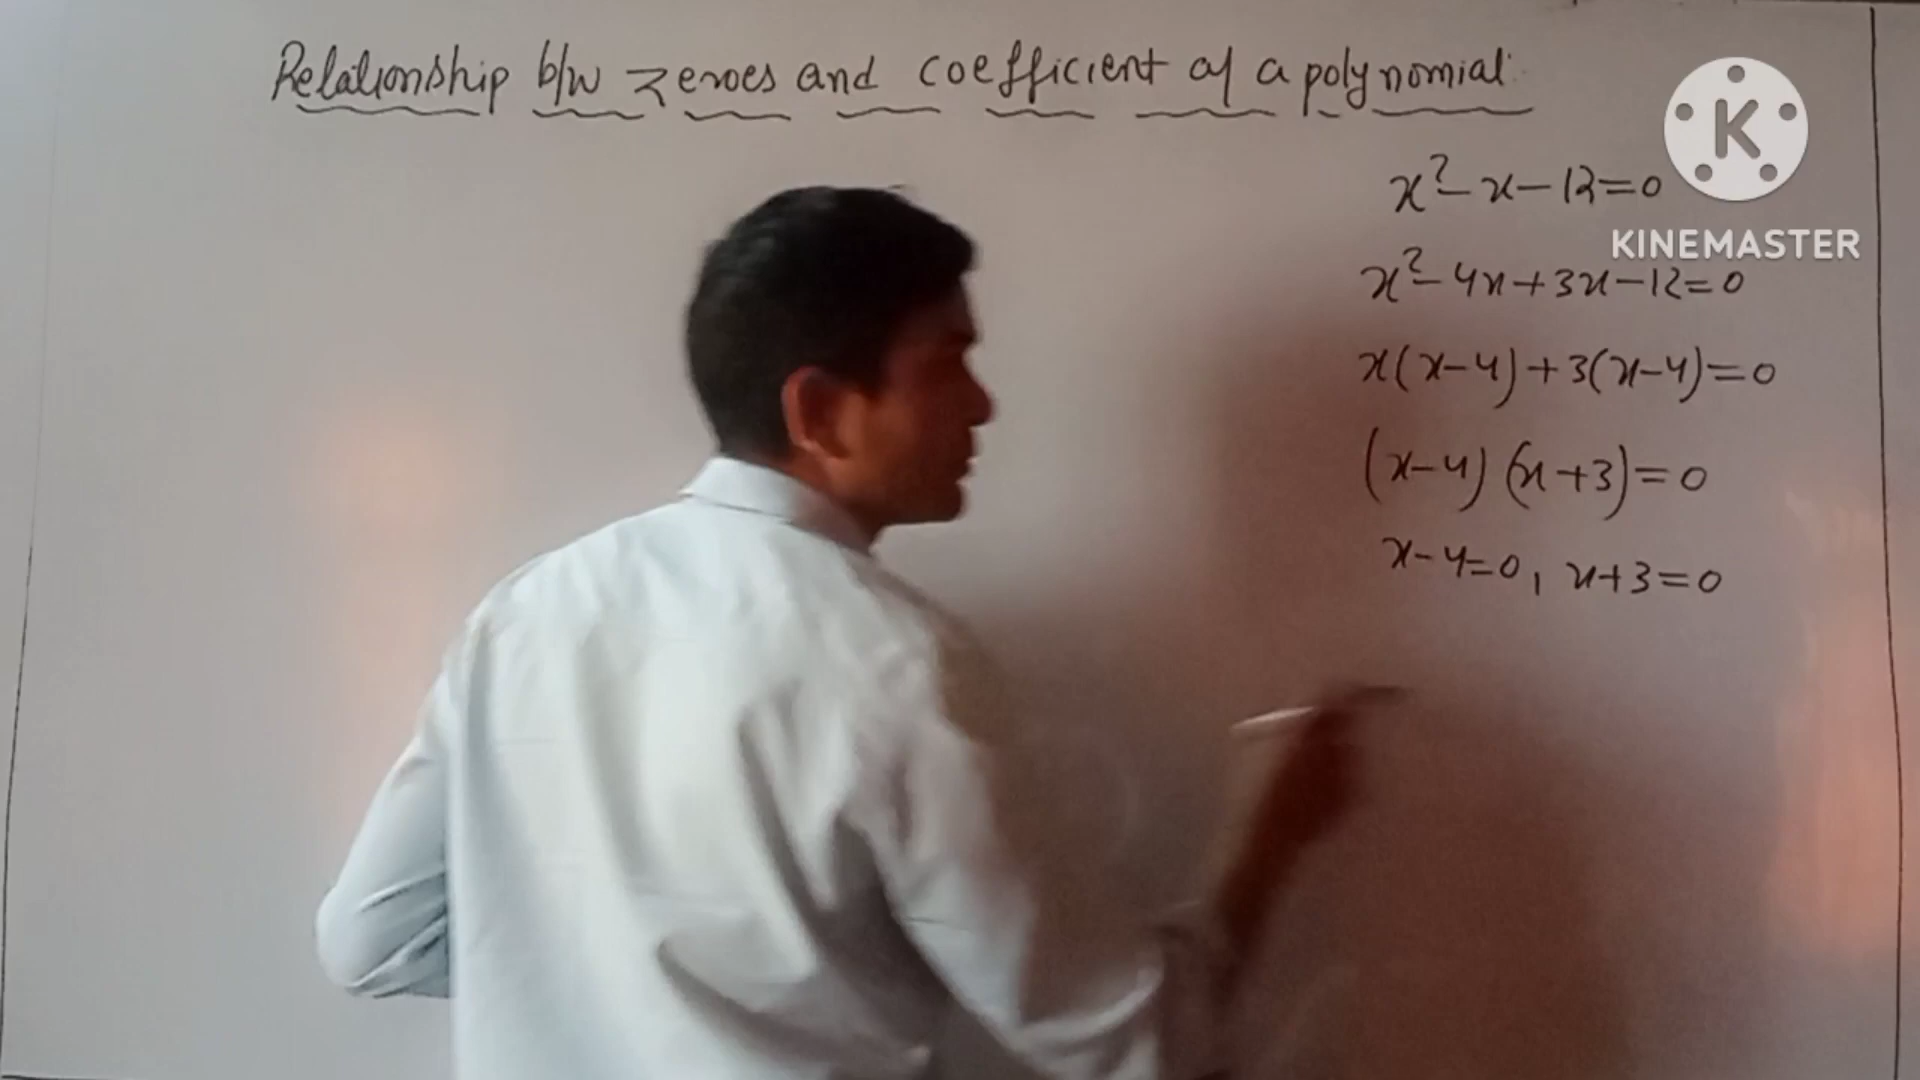 Relationship b/w zeroes and coefficient of a polynomial
x²-x-12=0
K
KINEMASTER
x²-4x+3x-12=0
x(x-4)+3(x-4)=0
(x-4)(x+3)=0
x-4=0, x+3=0